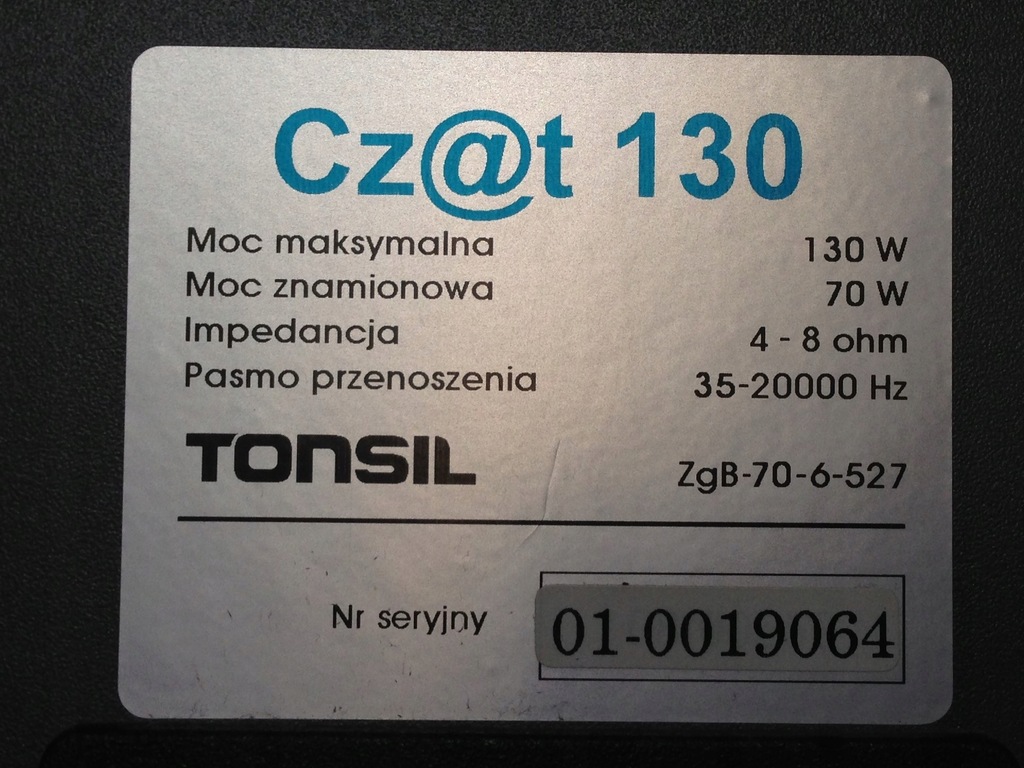 Cz@t 130
Moc maksymalna 130 W
Moc znamionowa 70 W
Impedancja 4 - 8 ohm
Pasmo przenoszenia 35-20000 Hz
TONSIL ZgB-70-6-527
Nr seryjny 01-0019064